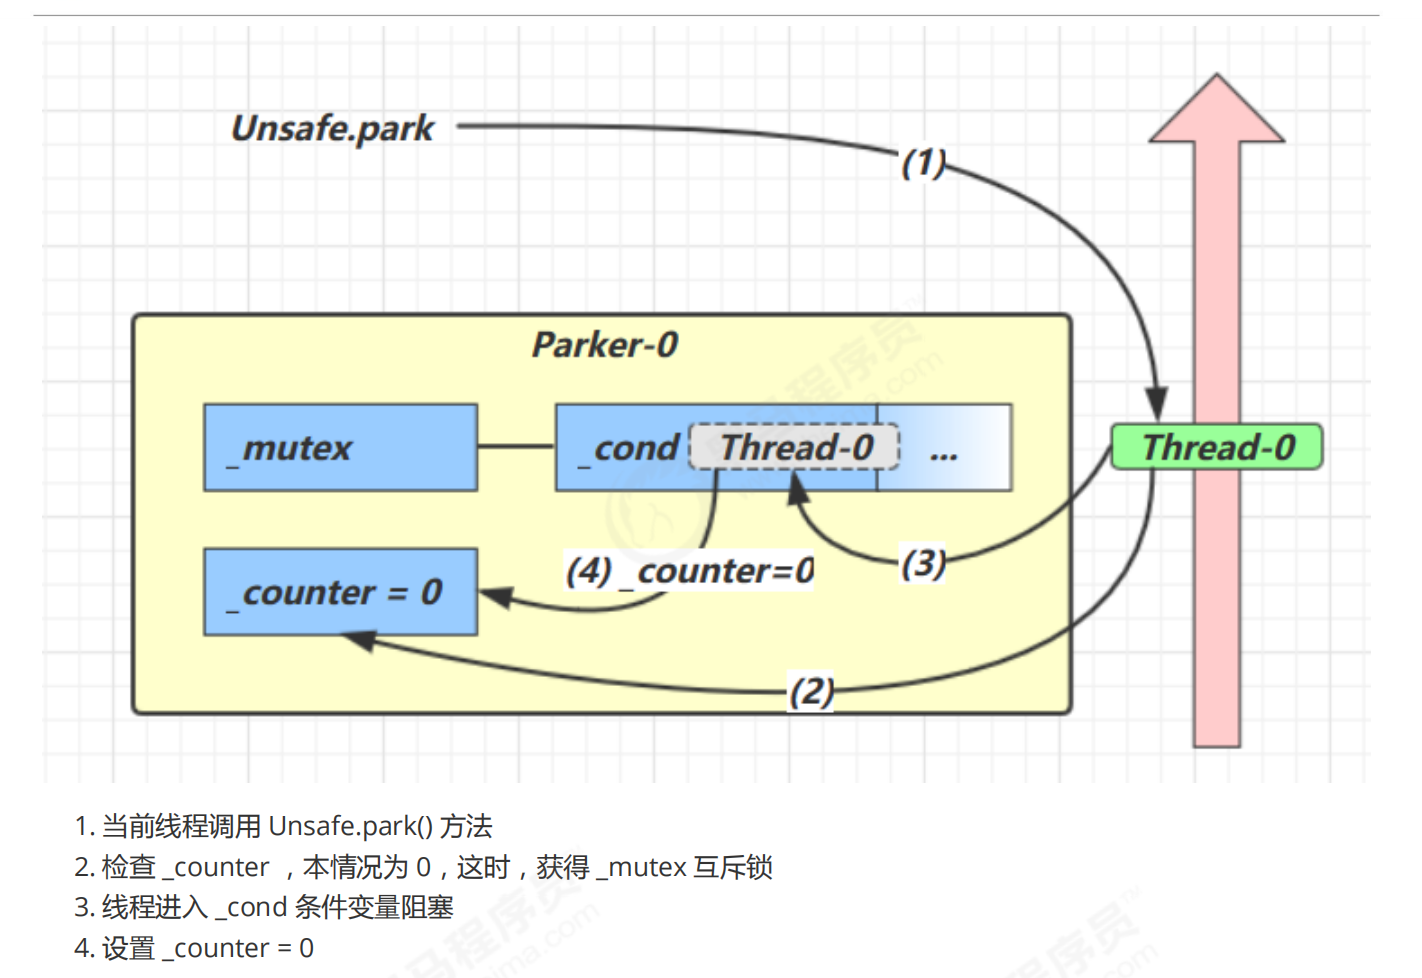 Unsafe.park
(1)
Parker-0
_mutex
_cond
Thread-0
...
Thread-0
(3)
(4) _counter=0
_counter = 0
(2)
1. 当前线程调用 Unsafe.park() 方法
2. 检查 _counter ，本情况为 0，这时，获得 _mutex 互斥锁
3. 线程进入 _cond 条件变量阻塞
4. 设置 _counter = 0